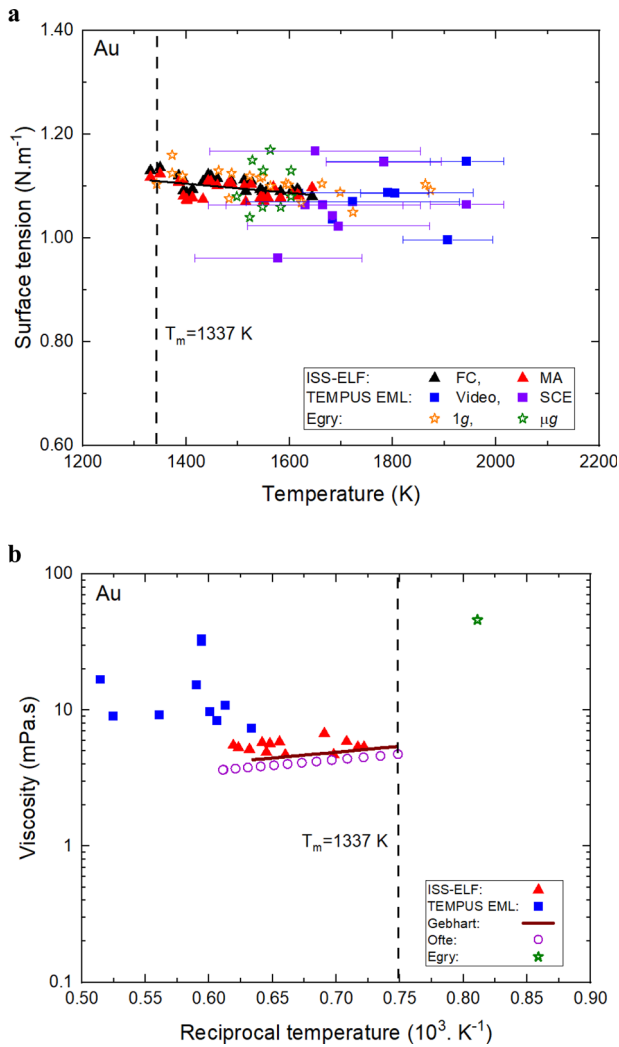 a
Au
1.40
1.20
1.00
0.80
0.60
Surface tension (N.m⁻¹)
Tₘ=1337 K
ISS-ELF: FC, MA
TEMPUS EML: Video, SCE
Egry: 1g, μg
1200 1400 1600 1800 2000 2200
Temperature (K)
b
Au
100
10
1
0.1
Viscosity (mPa.s)
Tₘ=1337 K
ISS-ELF:
TEMPUS EML:
Gebhart:
Ofte:
Egry:
0.50 0.55 0.60 0.65 0.70 0.75 0.80 0.85 0.90
Reciprocal temperature (10³. K⁻¹)